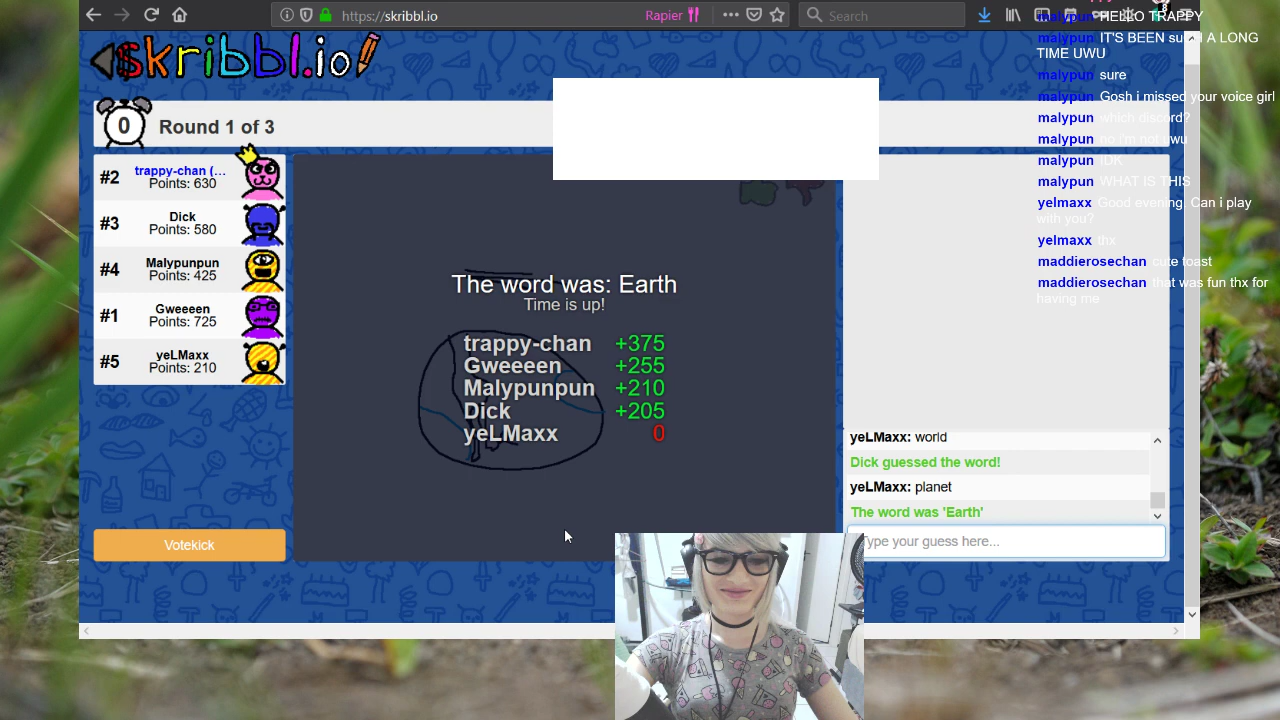 https://skribbl.io
Rapier
Search
skribbl.io
0
Round 1 of 3
#2
trappy-chan (...
Points: 630
#3
Dick
Points: 580
#4
Malypunpun
Points: 425
#1
Gweeeen
Points: 725
#5
yeLMaxx
Points: 210
Votekick
The word was: Earth
Time is up!
trappy-chan +375
Gweeeen +255
Malypunpun +210
Dick +205
yeLMaxx 0
malypun HELLO TRAPPY
malypun IT'S BEEN A LONG
TIME UWU
malypun sure
malypun Gosh i missed your voice girl
malypun which discord?
malypun no i'm not uwu
malypun IDK
malypun WHAT IS THIS
yelmaxx Good evening. Can i play
with you?
yelmaxx thx
maddierosechan cute toast
maddierosechan that was fun thx for
having me
yeLMaxx: world
Dick guessed the word!
yeLMaxx: planet
The word was 'Earth'
Type your guess here...